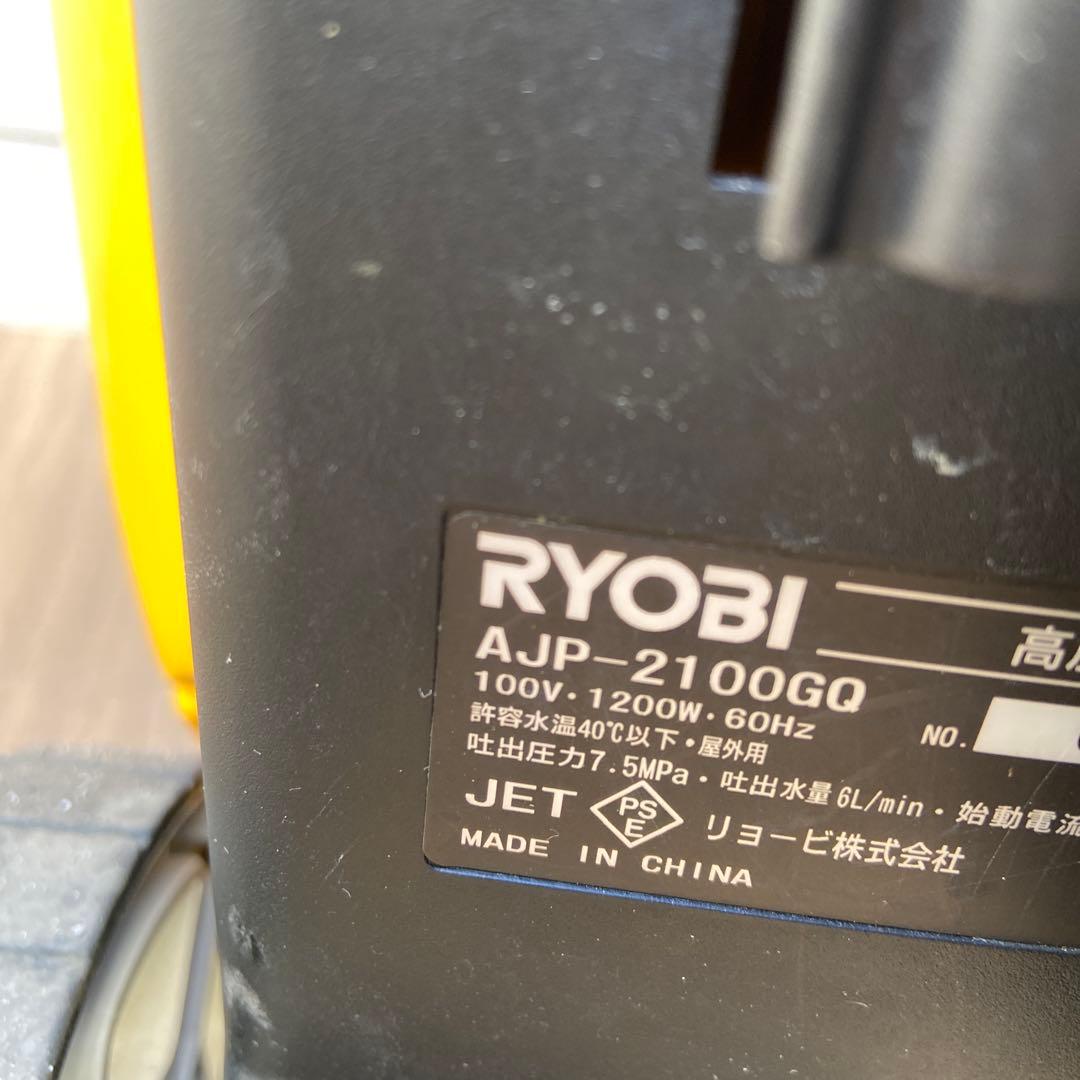 RYOBI
高
AJP-2100GQ
100V・1200W・60Hz
NO.
許容水温40℃以下・屋外用
吐出圧力7.5MPa・吐出水量6L/min・始動電流
JET
PS
E
リョービ株式会社
MADE IN CHINA